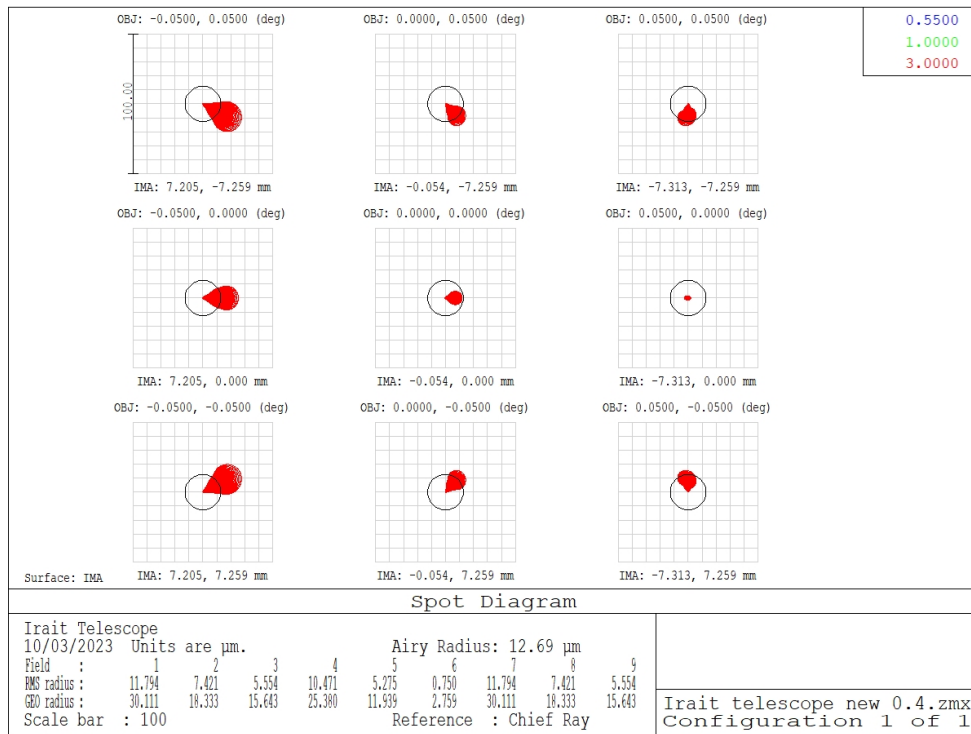 OBJ: -0.0500, 0.0500 (deg) OBJ: 0.0000, 0.0500 (deg) OBJ: 0.0500, 0.0500 (deg)
0.5500
1.0000
3.0000
100.00
IMA: 7.205, -7.259 mm IMA: -0.054, -7.259 mm IMA: -7.313, -7.259 mm
OBJ: -0.0500, 0.0000 (deg) OBJ: 0.0000, 0.0000 (deg) OBJ: 0.0500, 0.0000 (deg)
IMA: 7.205, 0.000 mm IMA: -0.054, 0.000 mm IMA: -7.313, 0.000 mm
OBJ: -0.0500, -0.0500 (deg) OBJ: 0.0000, -0.0500 (deg) OBJ: 0.0500, -0.0500 (deg)
Surface: IMA IMA: 7.205, 7.259 mm IMA: -0.054, 7.259 mm IMA: -7.313, 7.259 mm
Spot Diagram
Irait Telescope
10/03/2023 Units are µm. Airy Radius: 12.69 µm
Field : 1 2 3 4 5 6 7 8 9
RMS radius : 11.794 7.421 5.554 10.471 5.275 0.750 11.794 7.421 5.554
GEO radius : 30.111 18.333 15.643 25.380 11.939 2.759 30.111 18.333 15.643
Scale bar : 100 Reference : Chief Ray
Irait telescope new 0.4.zmx
Configuration 1 of 1